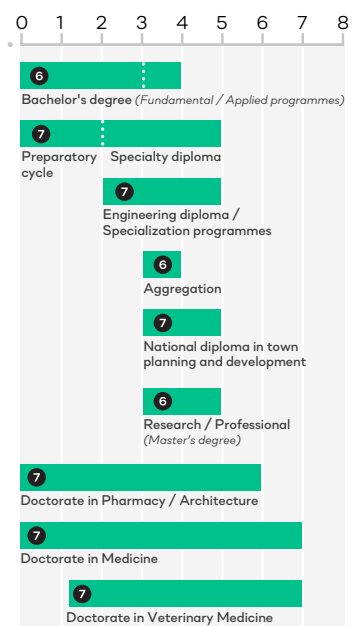 0 1 2 3 4 5 6 7 8
6
Bachelor's degree (Fundamental / Applied programmes)
7
Preparatory cycle
Specialty diploma
7
Engineering diploma /
Specialization programmes
6
Aggregation
7
National diploma in town
planning and development
6
Research / Professional
(Master's degree)
7
Doctorate in Pharmacy / Architecture
7
Doctorate in Medicine
7
Doctorate in Veterinary Medicine